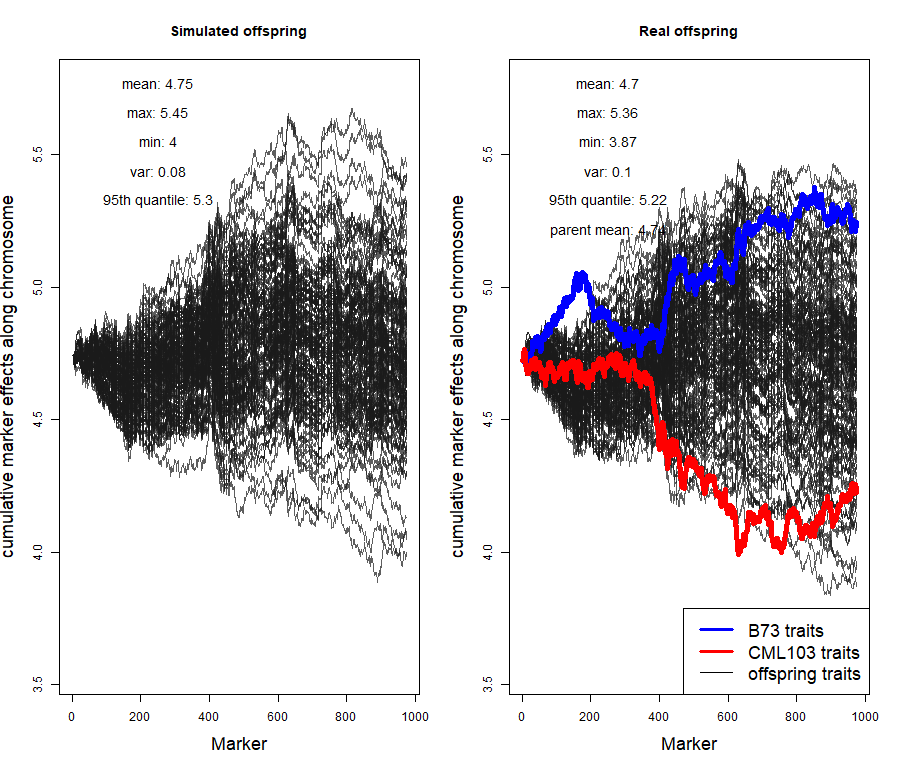 Simulated offspring
mean: 4.75
max: 5.45
min: 4
var: 0.08
95th quantile: 5.3
cumulative marker effects along chromosome
5.5
5.0
4.5
4.0
3.5
0 200 400 600 800 1000
Marker
Real offspring
mean: 4.7
max: 5.36
min: 3.87
var: 0.1
95th quantile: 5.22
parent mean:
cumulative marker effects along chromosome
5.5
5.0
4.5
4.0
3.5
B73 traits
CML103 traits
offspring traits
0 200 400 600 800 1000
Marker